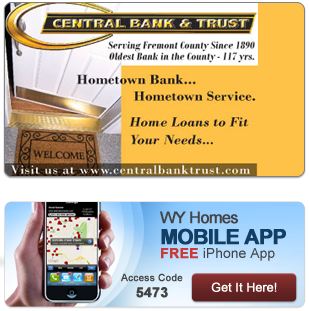 CENTRAL BANK & TRUST
Serving Fremont County Since 1890
Oldest Bank in the County - 117 yrs.
Hometown Bank...
Hometown Service.
Home Loans to Fit
Your Needs...
WELCOME
Visit us at www.centralbanktrust.com
WY Homes
MOBILE APP
FREE iPhone App
Access Code
5473
Get It Here!